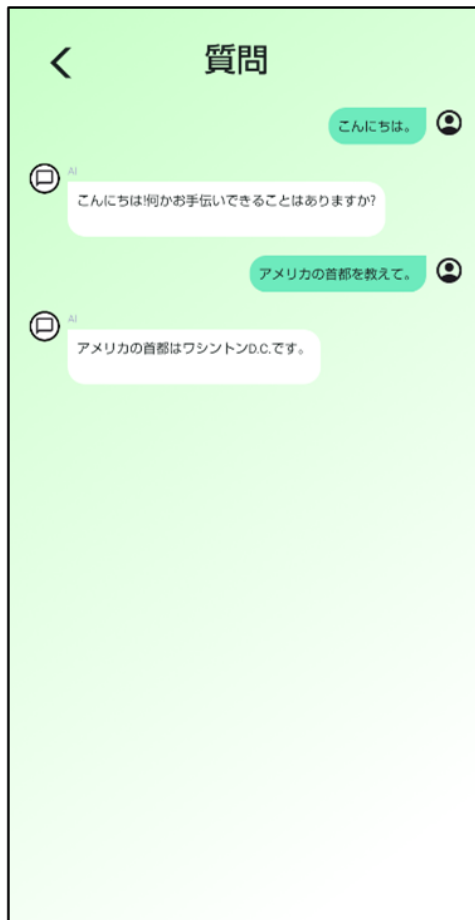 質問
こんにちは。
AI
こんにちは!何かお手伝いできることはありますか?
アメリカの首都を教えて。
AI
アメリカの首都はワシントンD.C.です。